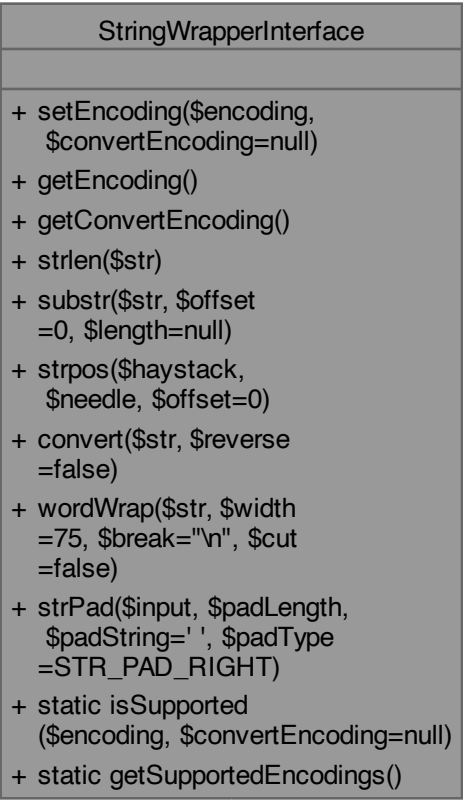 StringWrapperInterface
+ setEncoding($encoding,
$convertEncoding=null)
+ getEncoding()
+ getConvertEncoding()
+ strlen($str)
+ substr($str, $offset
=0, $length=null)
+ strpos($haystack,
$needle, $offset=0)
+ convert($str, $reverse
=false)
+ wordWrap($str, $width
=75, $break="\n", $cut
=false)
+ strPad($input, $padLength,
$padString=' ', $padType
=STR_PAD_RIGHT)
+ static isSupported
($encoding, $convertEncoding=null)
+ static getSupportedEncodings()